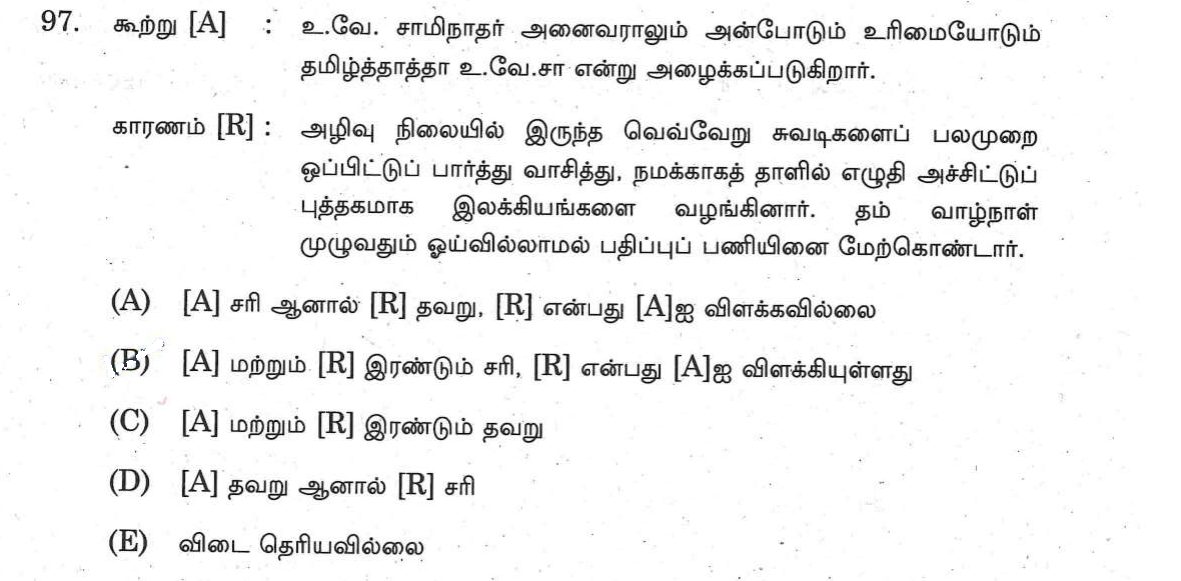 97. கூற்று [A] : உ.வே. சாமிநாதர் அனைவராலும் அன்போடும் உரிமையோடும்
தமிழ்த்தாத்தா உ.வே.சா என்று அழைக்கப்படுகிறார்.
காரணம் [R] : அழிவு நிலையில் இருந்த வெவ்வேறு சுவடிகளைப் பலமுறை
ஒப்பிட்டுப் பார்த்து வாசித்து, நமக்காகத் தாளில் எழுதி அச்சிட்டுப்
புத்தகமாக இலக்கியங்களை வழங்கினார். தம் வாழ்நாள்
முழுவதும் ஓய்வில்லாமல் பதிப்புப் பணியினை மேற்கொண்டார்.
(A) [A] சரி ஆனால் [R] தவறு, [R] என்பது [A]ஐ விளக்கவில்லை
(B) [A] மற்றும் [R] இரண்டும் சரி, [R] என்பது [A]ஐ விளக்கியுள்ளது
(C) [A] மற்றும் [R] இரண்டும் தவறு
(D) [A] தவறு ஆனால் [R] சரி
(E) விடை தெரியவில்லை